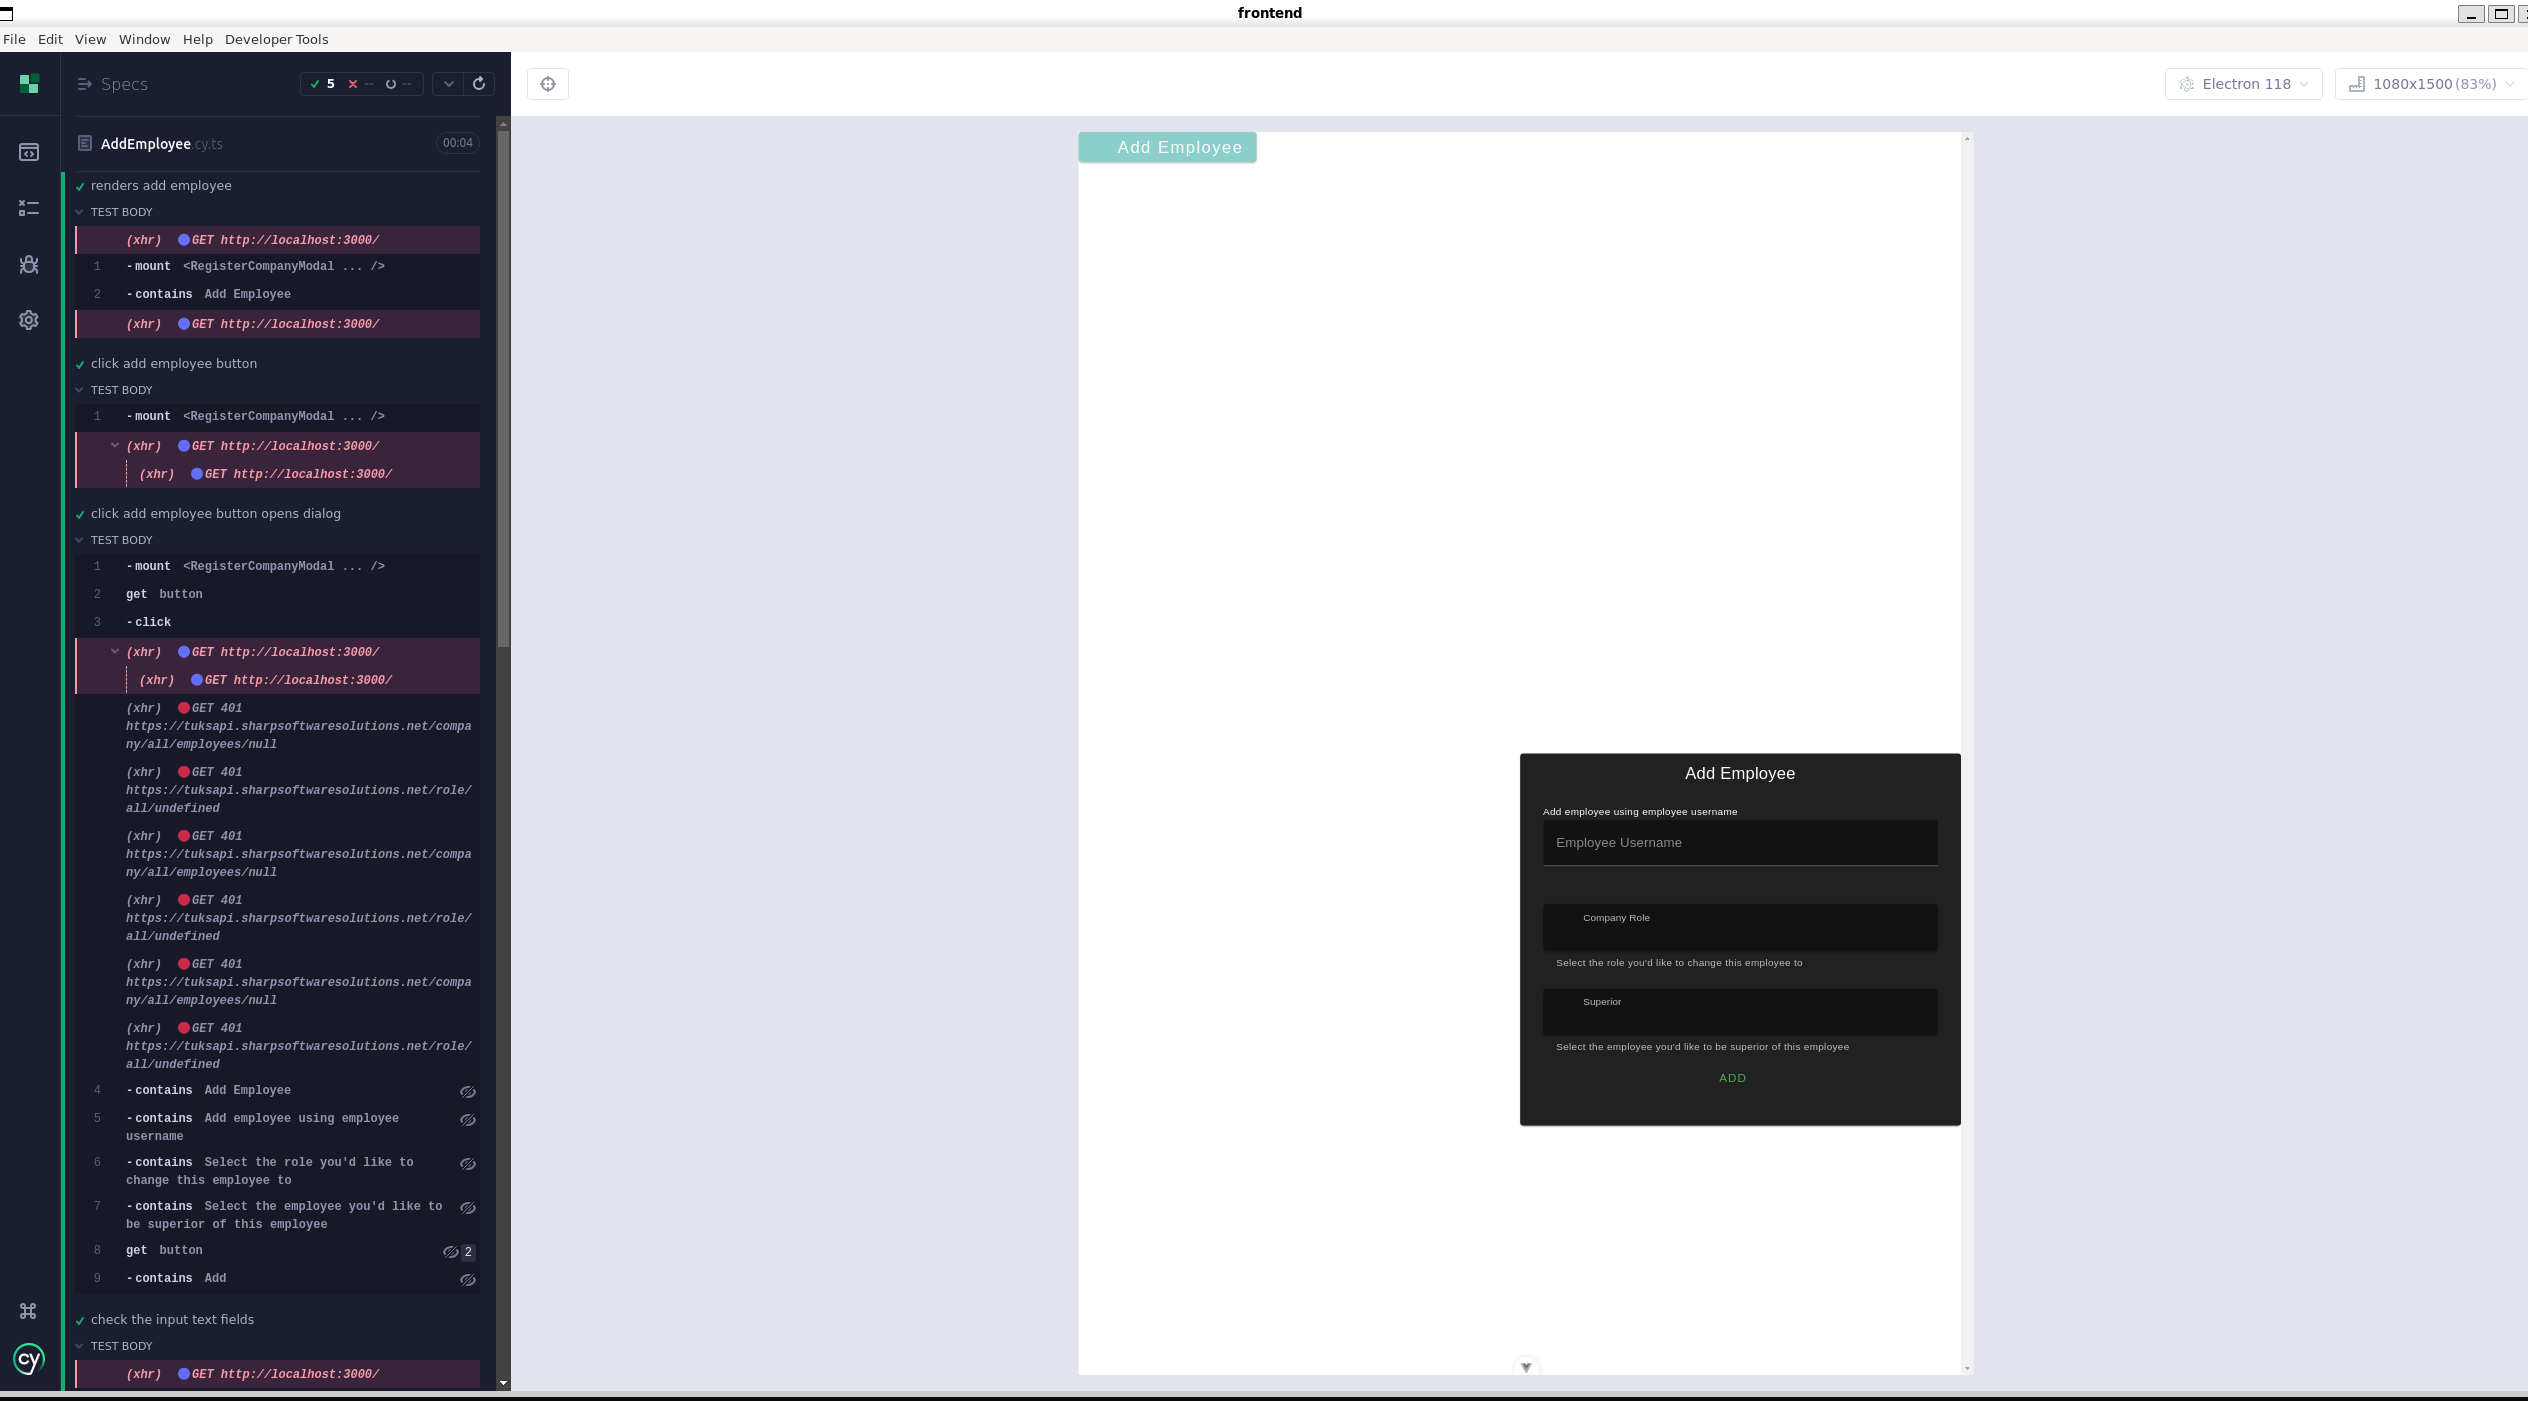 frontend
File Edit View Window Help Developer Tools
Specs
5 -- --
AddEmployee.cy.ts 00:04
renders add employee
TEST BODY
(xhr) GET http://localhost:3000/
1 -mount <RegisterCompanyModal ... />
2 -contains Add Employee
(xhr) GET http://localhost:3000/
click add employee button
TEST BODY
1 -mount <RegisterCompanyModal ... />
(xhr) GET http://localhost:3000/
(xhr) GET http://localhost:3000/
click add employee button opens dialog
TEST BODY
1 -mount <RegisterCompanyModal ... />
2 get button
3 -click
(xhr) GET http://localhost:3000/
(xhr) GET http://localhost:3000/
(xhr) GET 401
https://tuksapi.sharpsoftwaresolutions.net/compa
ny/all/employees/null
(xhr) GET 401
https://tuksapi.sharpsoftwaresolutions.net/role/
all/undefined
(xhr) GET 401
https://tuksapi.sharpsoftwaresolutions.net/compa
ny/all/employees/null
(xhr) GET 401
https://tuksapi.sharpsoftwaresolutions.net/role/
all/undefined
(xhr) GET 401
https://tuksapi.sharpsoftwaresolutions.net/compa
ny/all/employees/null
(xhr) GET 401
https://tuksapi.sharpsoftwaresolutions.net/role/
all/undefined
4 -contains Add Employee
5 -contains Add employee using employee
username
6 -contains Select the role you'd like to
change this employee to
7 -contains Select the employee you'd like to
be superior of this employee
8 get button 2
9 -contains Add
check the input text fields
TEST BODY
(xhr) GET http://localhost:3000/
cy
Electron 118
1080x1500 (83%)
Add Employee
Add Employee
Add employee using employee username
Employee Username
Company Role
Select the role you'd like to change this employee to
Superior
Select the employee you'd like to be superior of this employee
ADD